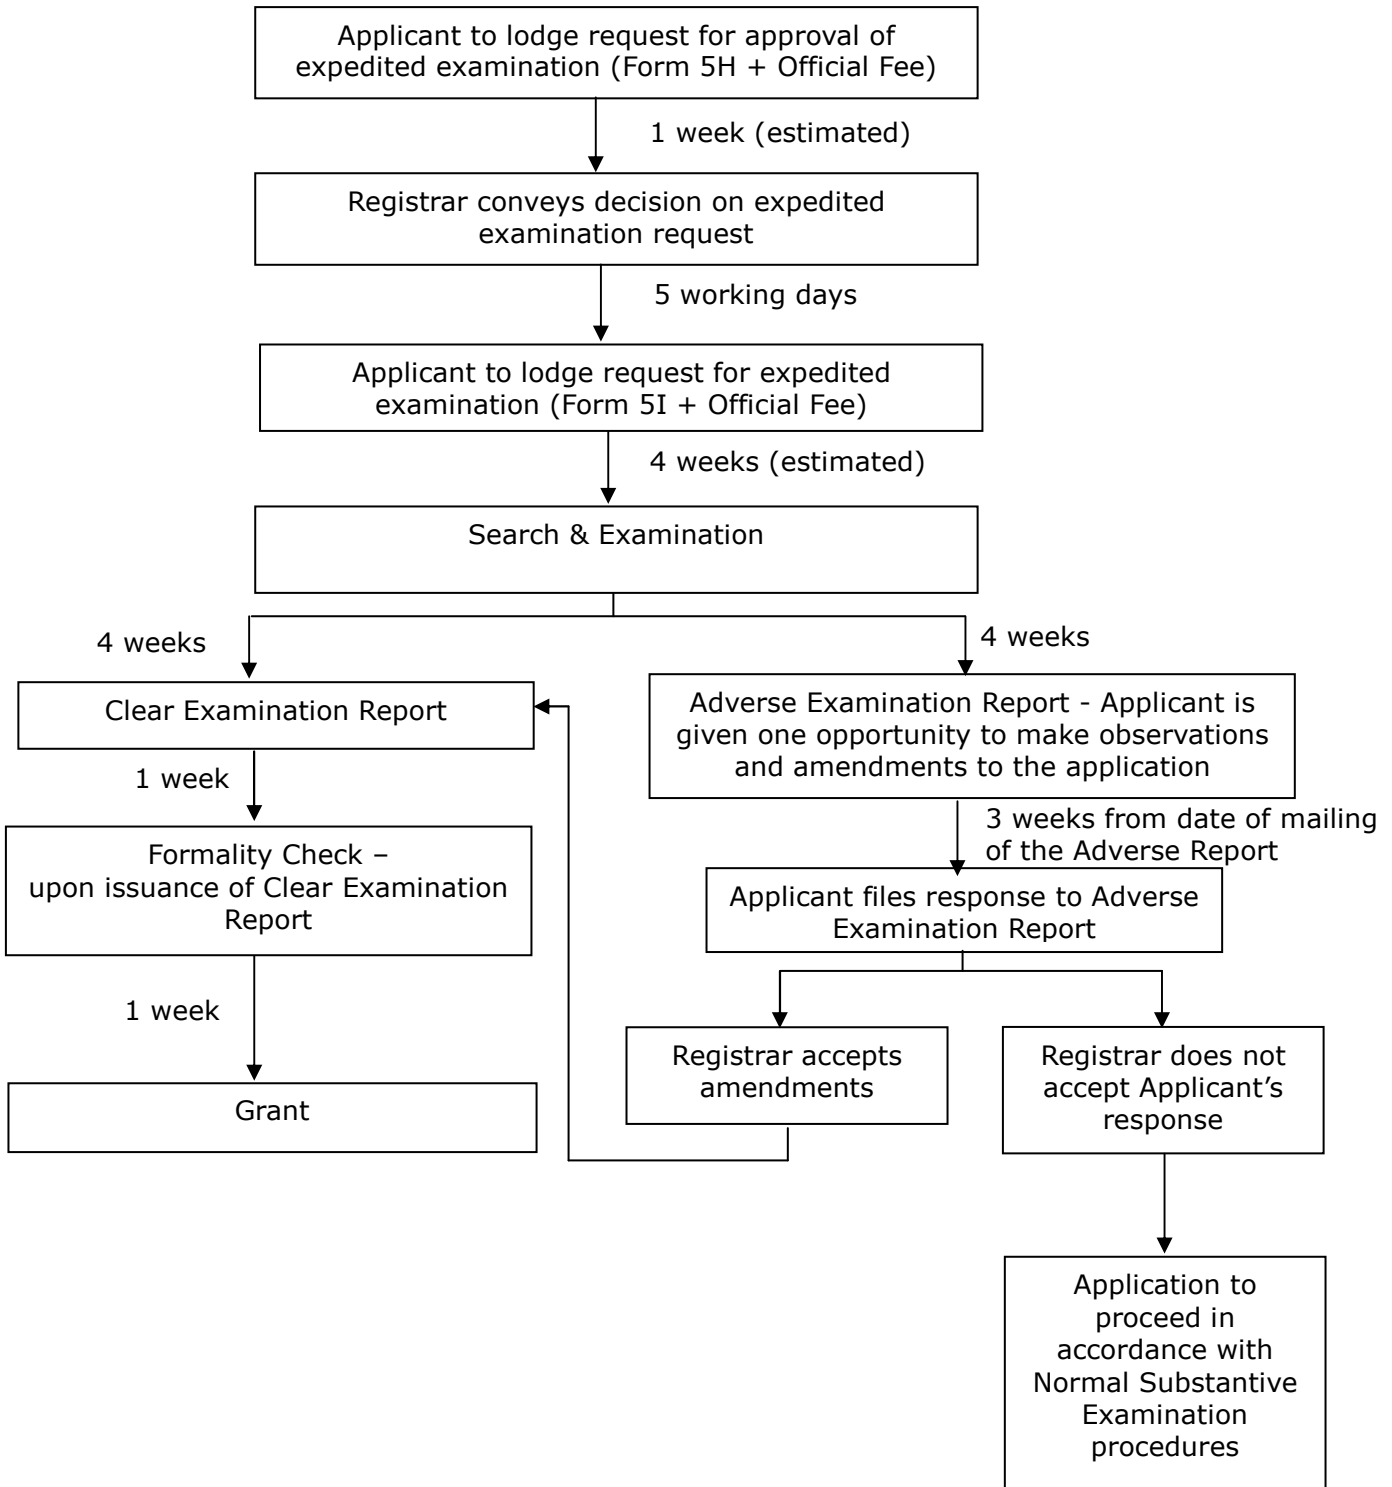 Applicant to lodge request for approval of
expedited examination (Form 5H + Official Fee)
1 week (estimated)
Registrar conveys decision on expedited
examination request
5 working days
Applicant to lodge request for expedited
examination (Form 5I + Official Fee)
4 weeks (estimated)
Search & Examination
4 weeks
4 weeks
Clear Examination Report
1 week
Formality Check –
upon issuance of Clear Examination
Report
1 week
Grant
Adverse Examination Report - Applicant is
given one opportunity to make observations
and amendments to the application
3 weeks from date of mailing
of the Adverse Report
Applicant files response to Adverse
Examination Report
Registrar accepts
amendments
Registrar does not
accept Applicant’s
response
Application to
proceed in
accordance with
Normal Substantive
Examination
procedures